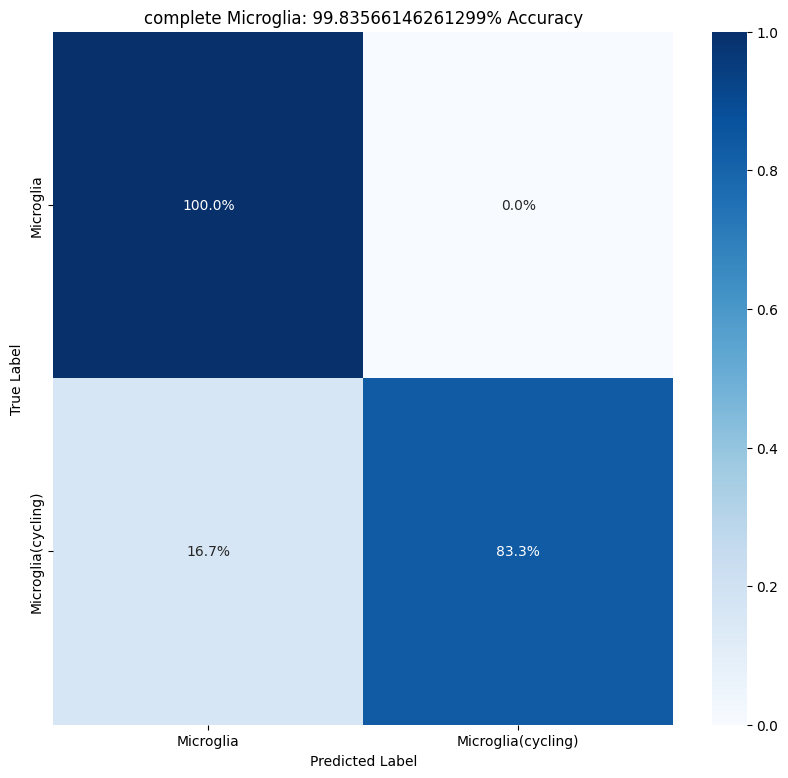 complete Microglia: 99.83566146261299% Accuracy
1.0
Microglia
100.0%
0.0%
0.8
0.6
True Label
0.4
Microglia(cycling)
16.7%
83.3%
0.2
0.0
Microglia
Microglia(cycling)
Predicted Label